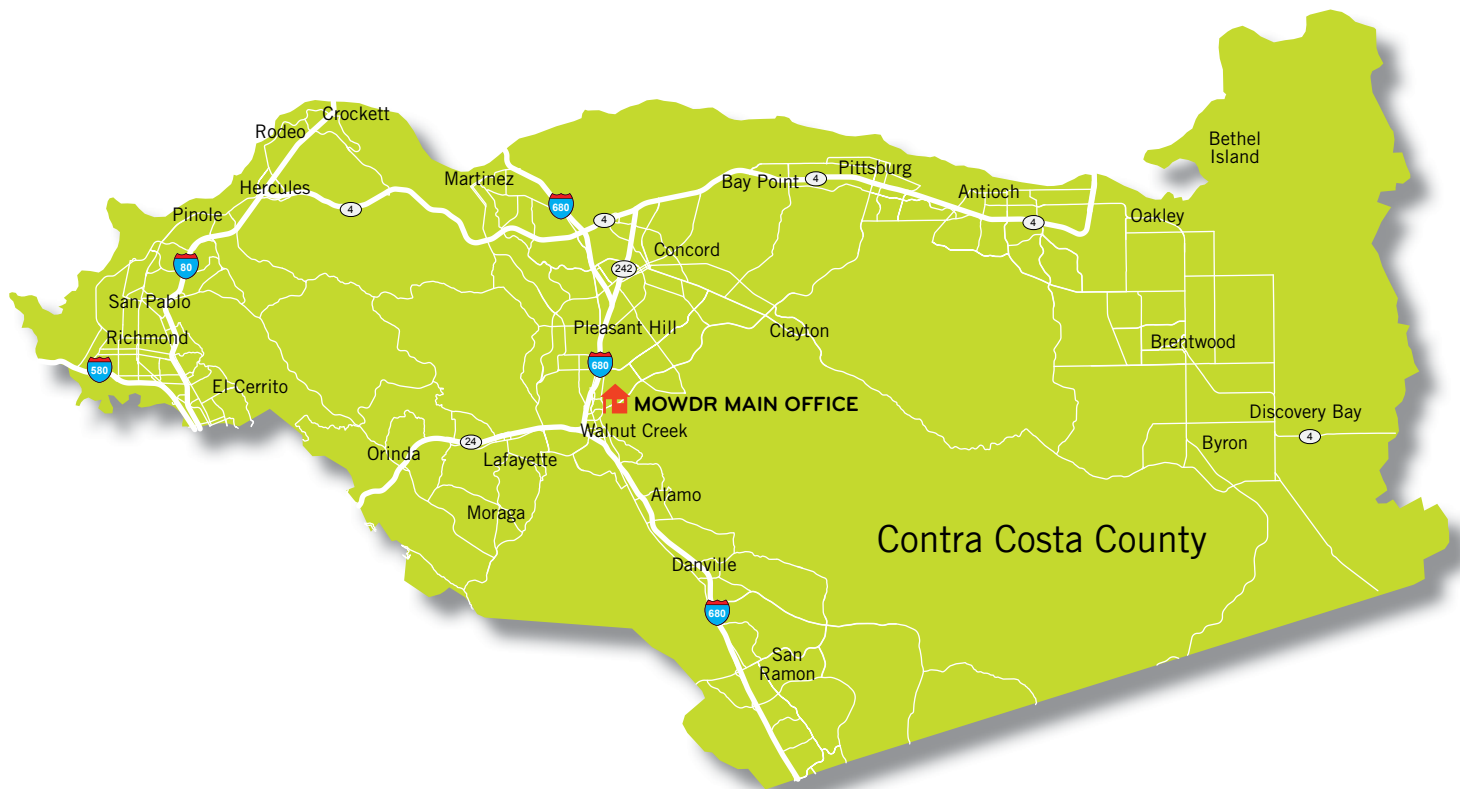 Crockett
Rodeo
Bethel
Island
Martinez
Pittsburg
Hercules
Bay Point
4
Antioch
680
4
Pinole
4
4
Oakley
Concord
80
242
San Pablo
Pleasant Hill
Clayton
Richmond
Brentwood
580
680
El Cerrito
MOWDR MAIN OFFICE
Discovery Bay
Walnut Creek
4
24
Byron
Orinda
Lafayette
Alamo
Moraga
Contra Costa County
Danville
680
San
Ramon